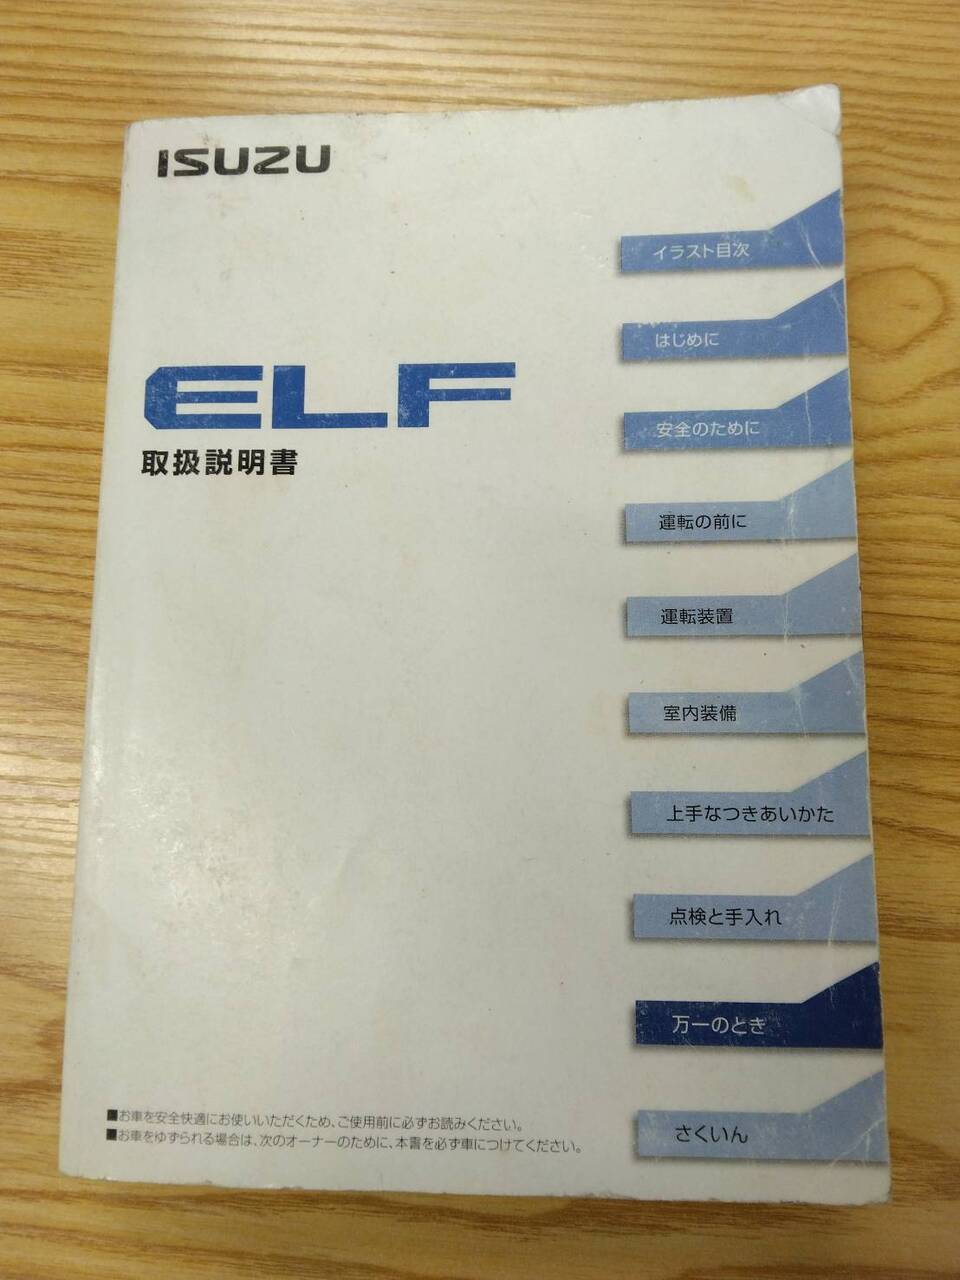 ISUZU
ELF
取扱説明書
イラスト目次
はじめに
安全のために
運転の前に
運転装置
室内装備
上手なつきあいかた
点検と手入れ
万一のとき
さくいん
■お車を安全快適にお使いいただくため、ご使用前に必ずお読みください。
■お車をゆずられる場合は、次のオーナーのために、本書を必ず車につけてください。